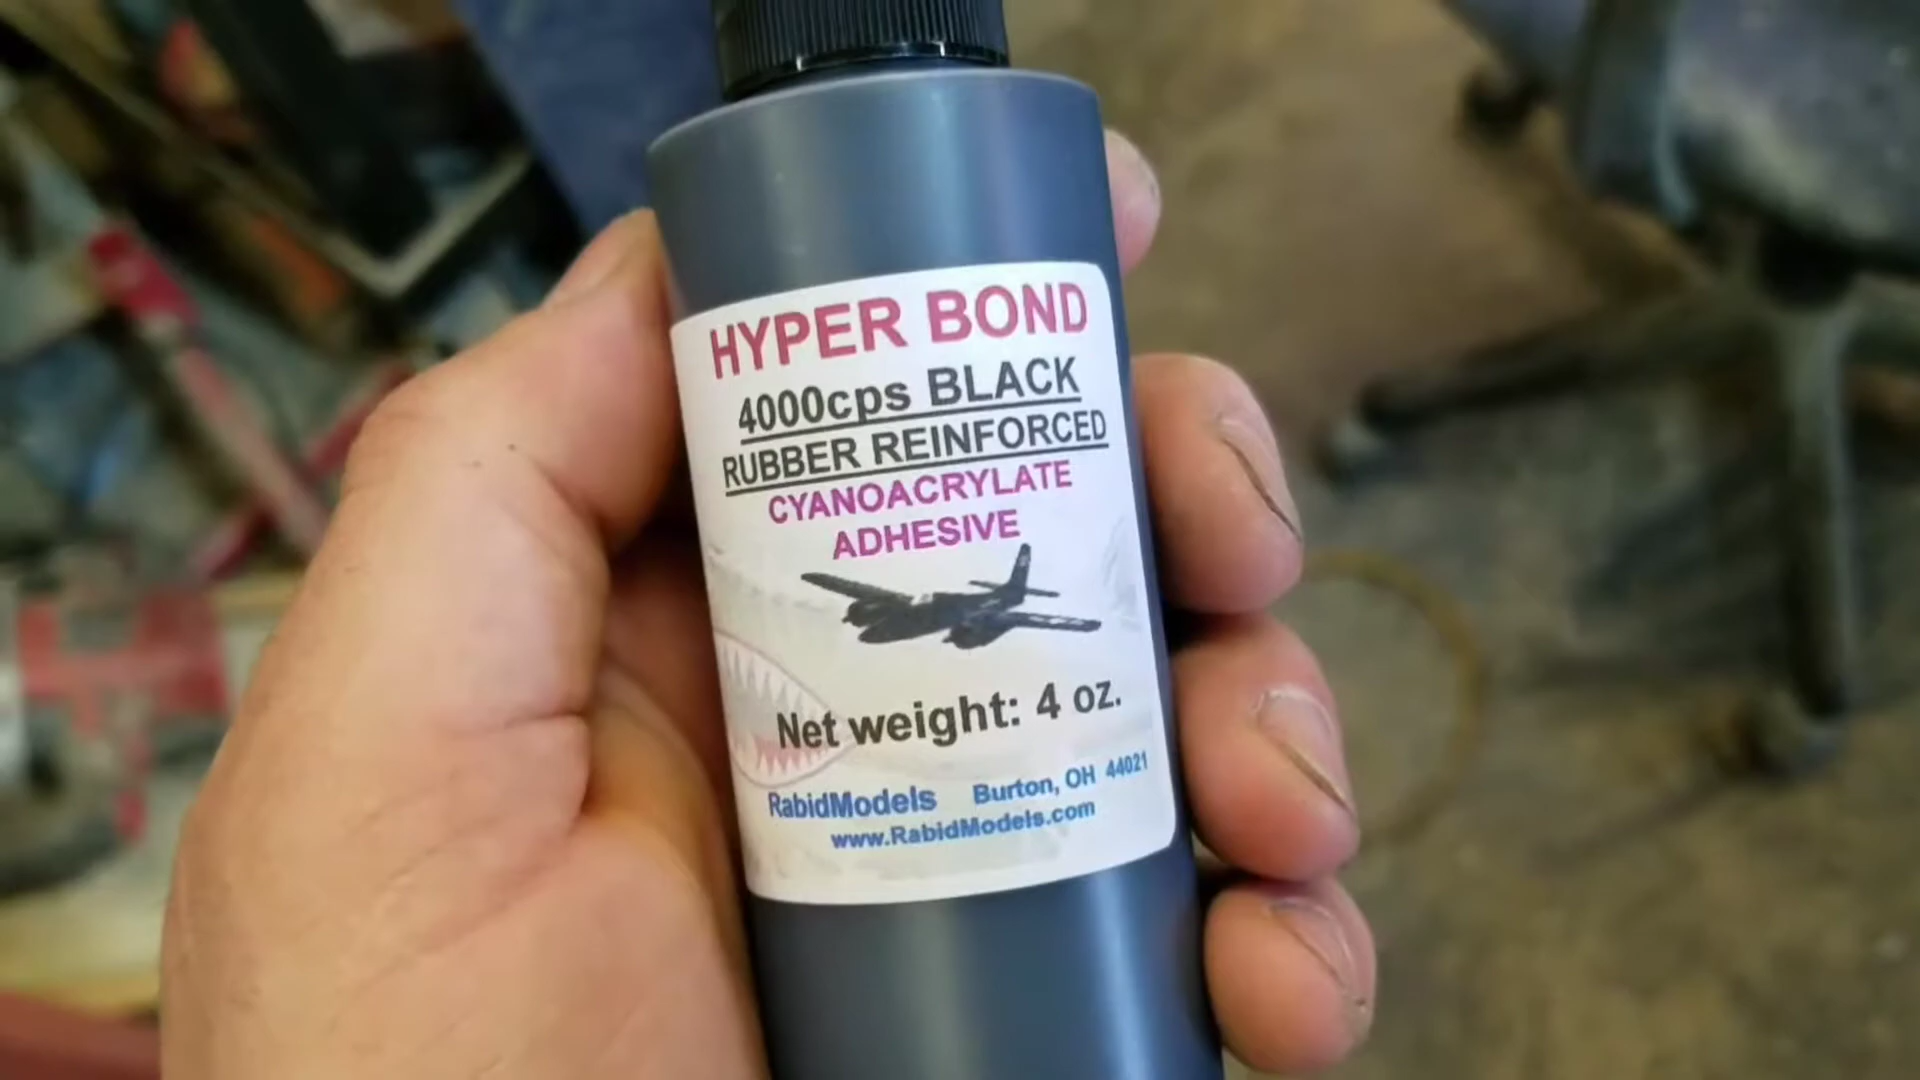 HYPER BOND
4000cps BLACK
RUBBER REINFORCED
CYANOACRYLATE
ADHESIVE
Net weight: 4 oz.
RabidModels Burton, OH 44021
www.RabidModels.com